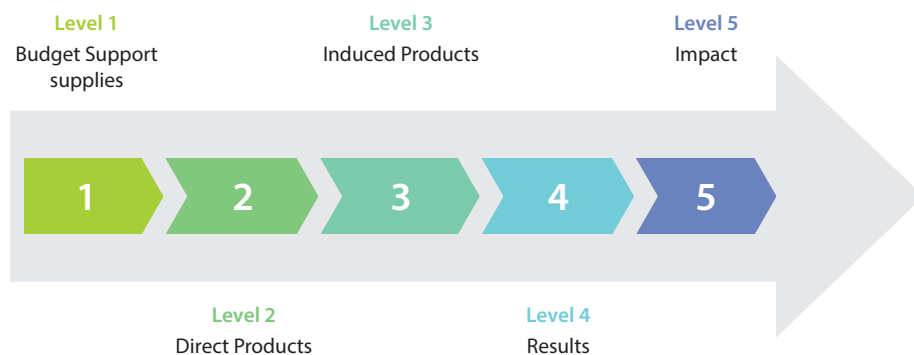 Level 1
Budget Support
supplies
Level 3
Induced Products
Level 5
Impact
1
2
3
4
5
Level 2
Direct Products
Level 4
Results